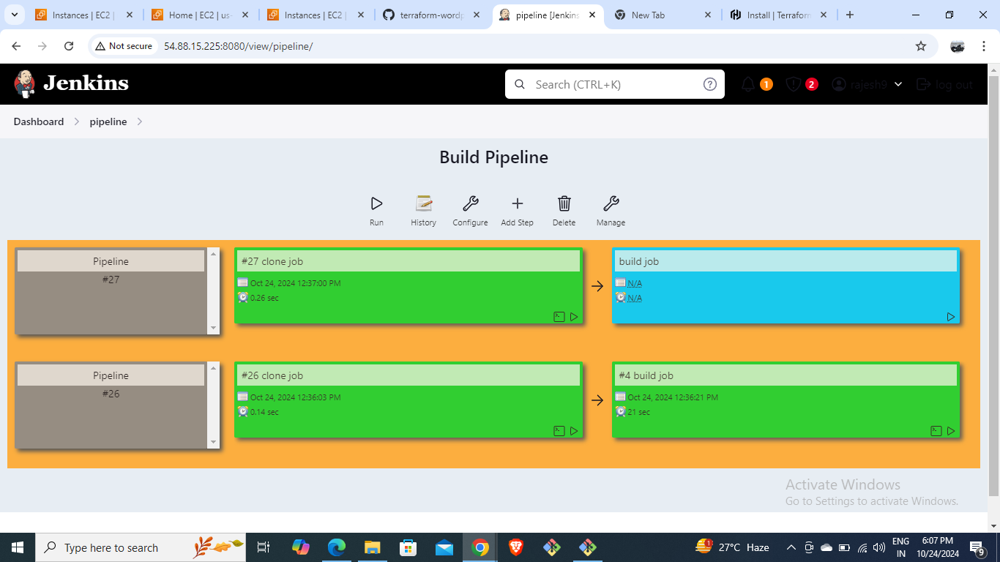 Instances | EC2 |
Home | EC2 | us-
Instances | EC2 |
terraform-wordp
pipeline [Jenkins
New Tab
Install | Terraform
Not secure
54.88.15.225:8080/view/pipeline/
Jenkins
Search (CTRL+K)
?
1
2
rajesh9
log out
Dashboard
pipeline
Build Pipeline
Run
History
Configure
Add Step
Delete
Manage
Pipeline
#27
#27 clone job
Oct 24, 2024 12:37:00 PM
0.26 sec
build job
N/A
N/A
Pipeline
#26
#26 clone job
Oct 24, 2024 12:36:03 PM
0.14 sec
#4 build job
Oct 24, 2024 12:36:21 PM
21 sec
Activate Windows
Go to Settings to activate Windows.
Type here to search
1
27°C Haze
ENG
IN
6:07 PM
10/24/2024
9